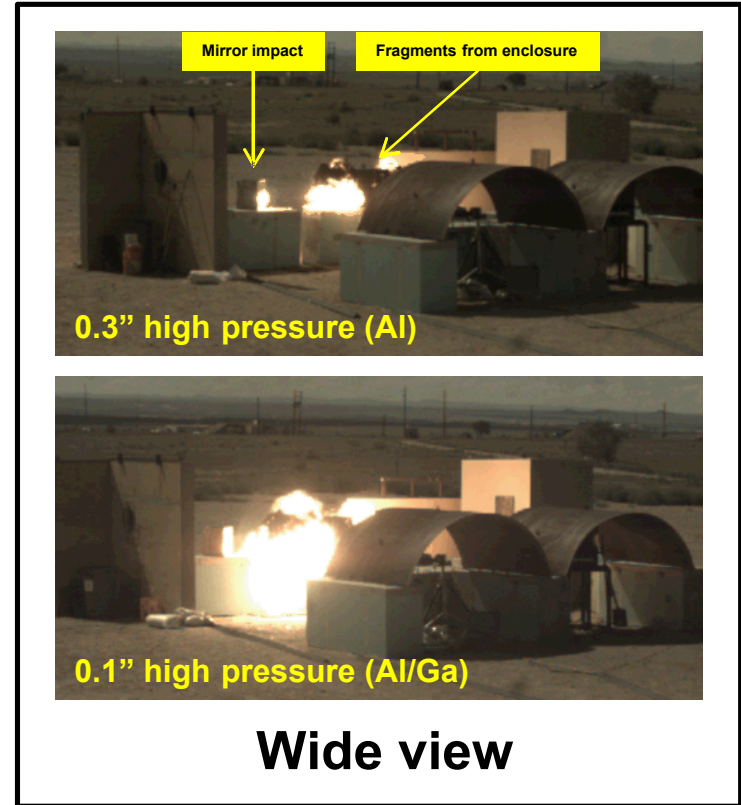 Mirror impact
Fragments from enclosure
0.3” high pressure (Al)
0.1” high pressure (Al/Ga)
Wide view